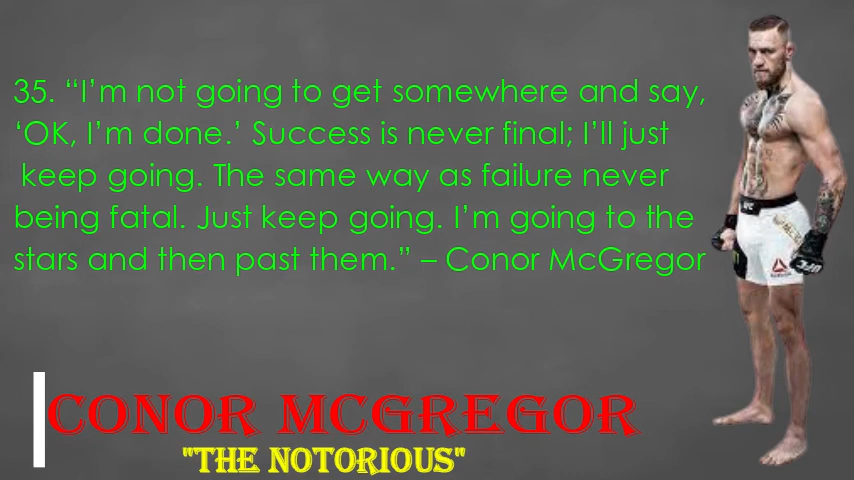 35. “I’m not going to get somewhere and say,
‘OK, I’m done.’ Success is never final; I’ll just
keep going. The same way as failure never
being fatal. Just keep going. I’m going to the
stars and then past them.” – Conor McGregor
CONOR MCGREGOR
"THE NOTORIOUS"